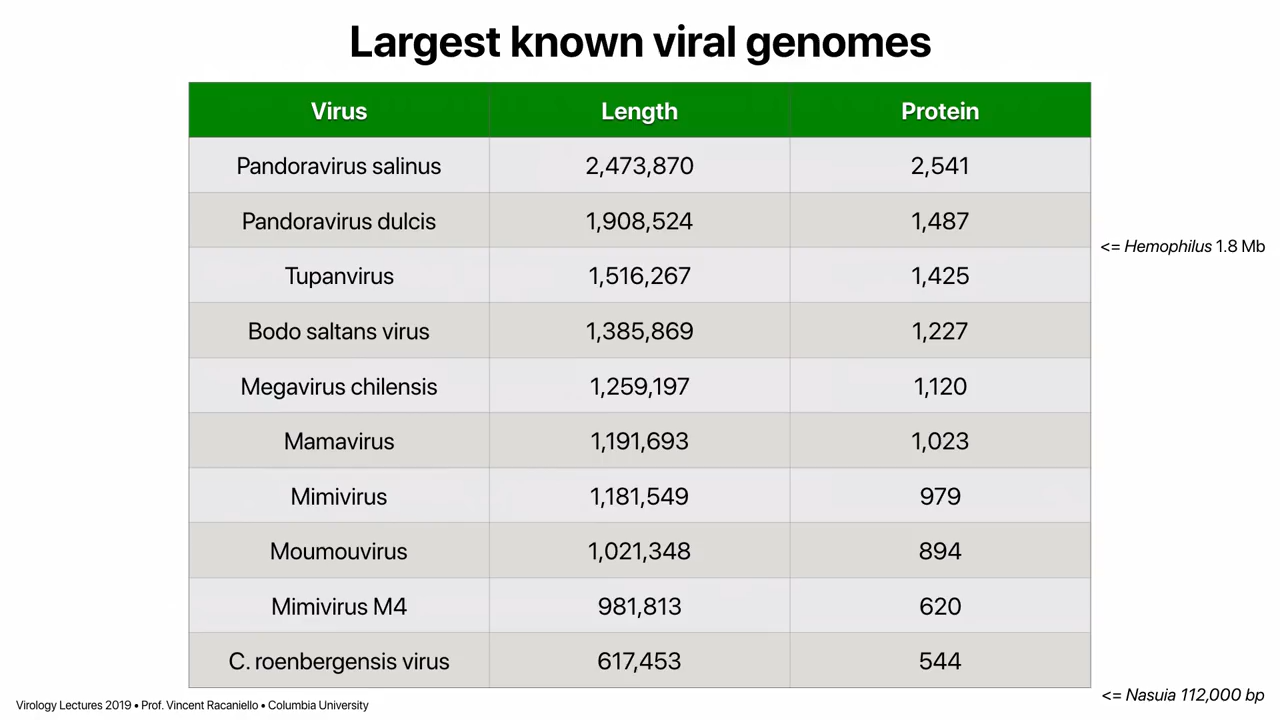 Largest known viral genomes
Virus Length Protein
Pandoravirus salinus 2,473,870 2,541
Pandoravirus dulcis 1,908,524 1,487
<= Hemophilus 1.8 Mb
Tupanvirus 1,516,267 1,425
Bodo saltans virus 1,385,869 1,227
Megavirus chilensis 1,259,197 1,120
Mamavirus 1,191,693 1,023
Mimivirus 1,181,549 979
Moumouvirus 1,021,348 894
Mimivirus M4 981,813 620
C. roenbergensis virus 617,453 544
<= Nasuia 112,000 bp
Virology Lectures 2019 • Prof. Vincent Racaniello • Columbia University